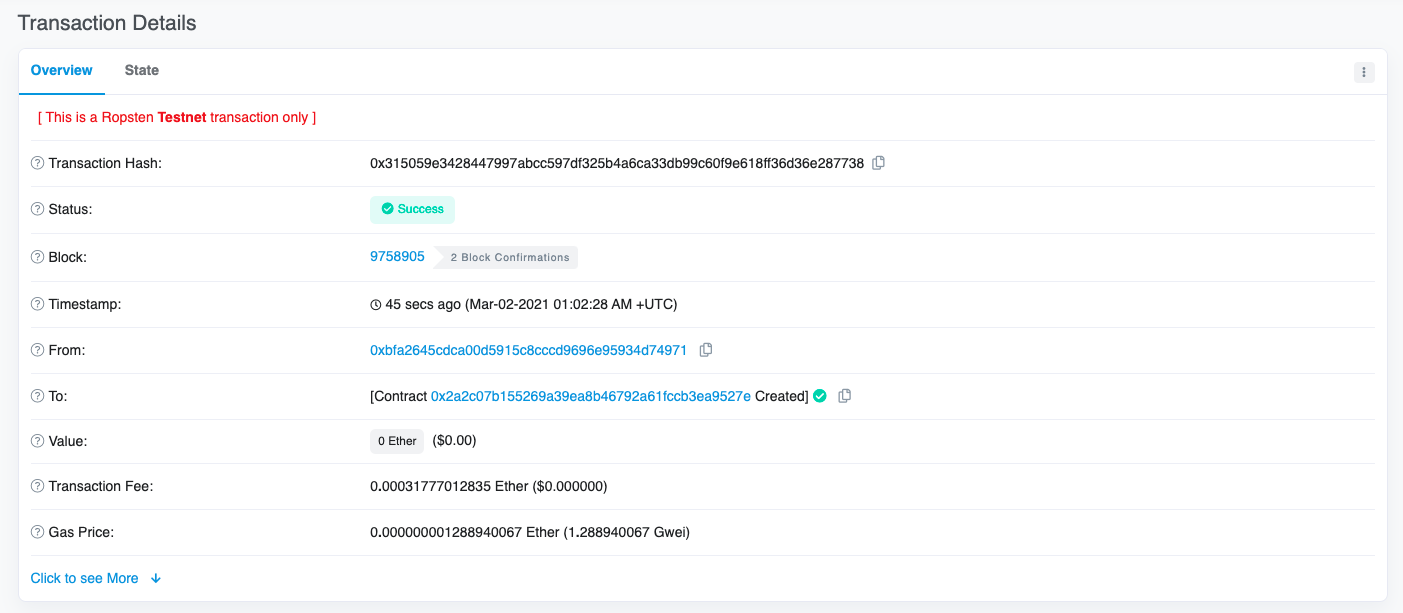 Transaction Details
Overview State
[ This is a Ropsten Testnet transaction only ]
Transaction Hash: 0x315059e3428447997abcc597df325b4a6ca33db99c60f9e618ff36d36e287738
Status: Success
Block: 9758905 2 Block Confirmations
Timestamp: 45 secs ago (Mar-02-2021 01:02:28 AM +UTC)
From: 0xbfa2645cdca00d5915c8cccd9696e95934d74971
To: [Contract 0x2a2c07b155269a39ea8b46792a61fccb3ea9527e Created]
Value: 0 Ether ($0.00)
Transaction Fee: 0.00031777012835 Ether ($0.000000)
Gas Price: 0.000000001288940067 Ether (1.288940067 Gwei)
Click to see More